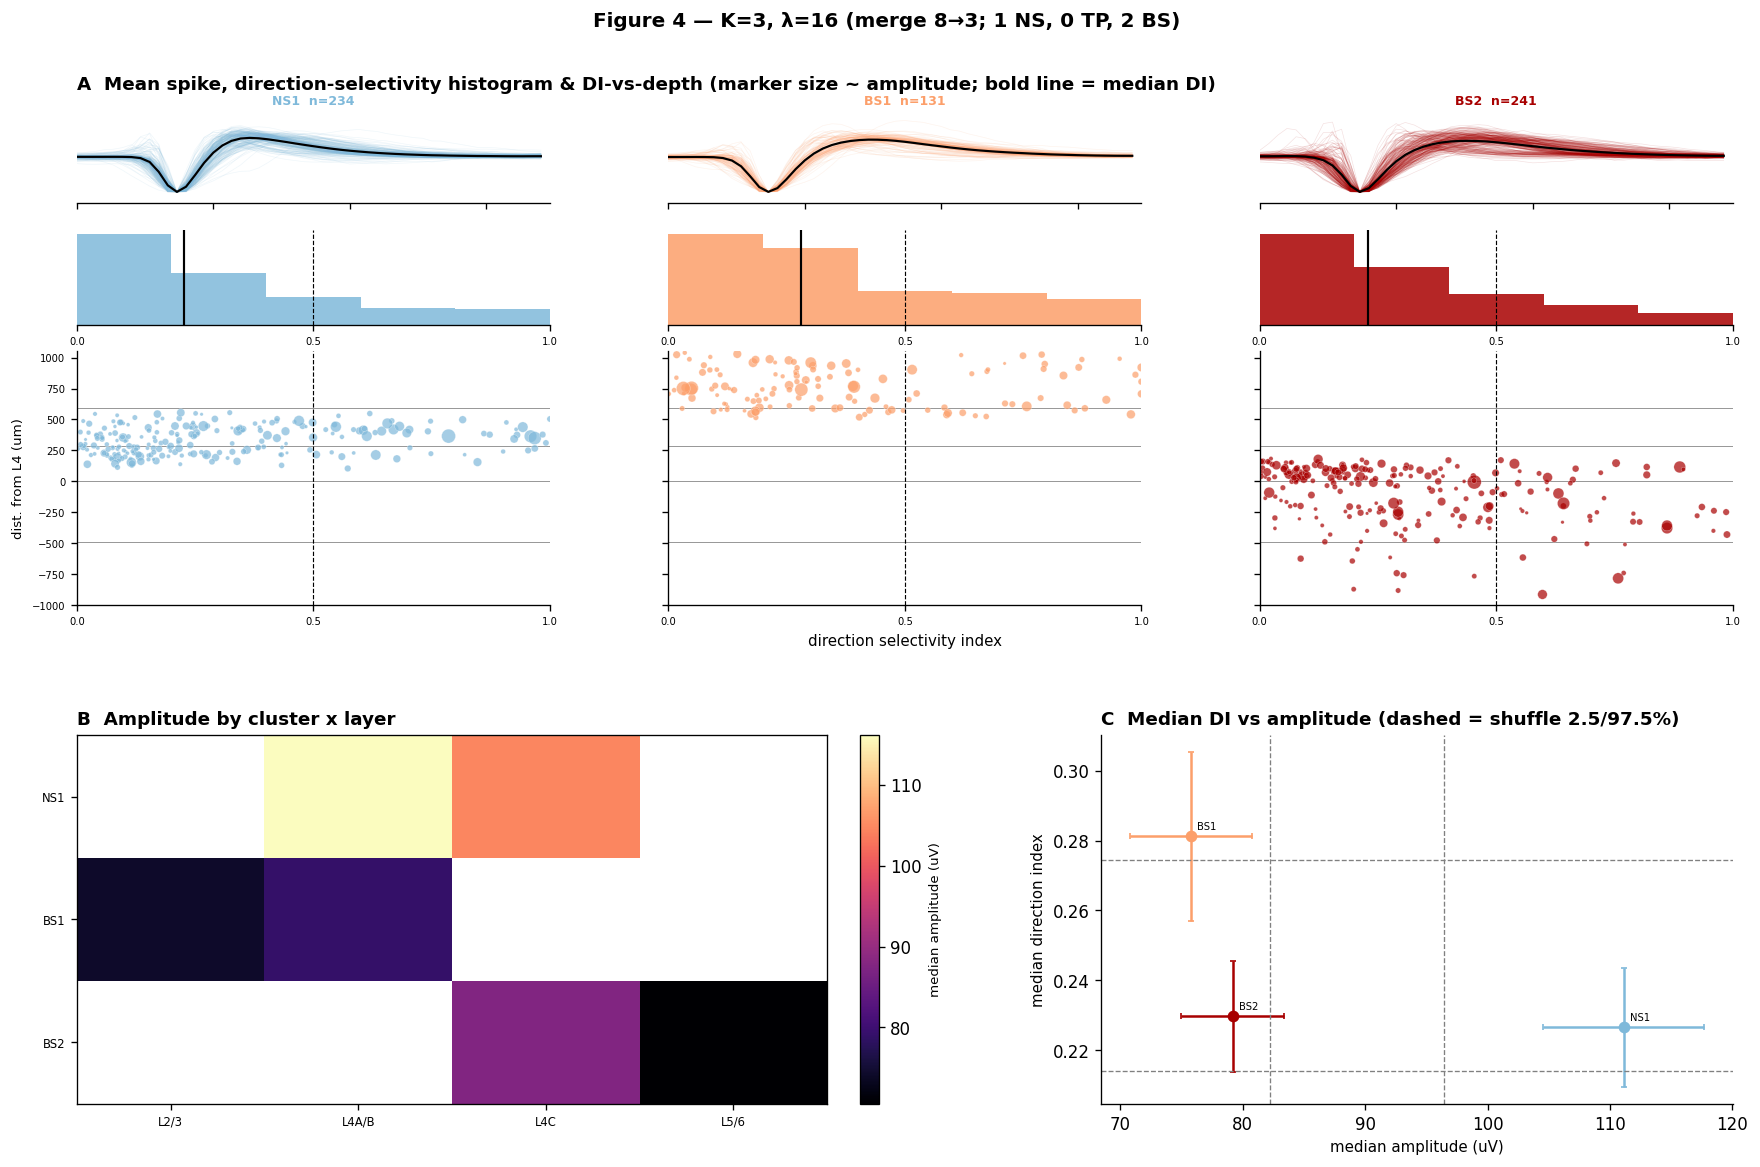 Figure 4 — K=3, λ=16 (merge 8→3; 1 NS, 0 TP, 2 BS)
A  Mean spike, direction-selectivity histogram & DI-vs-depth (marker size ~ amplitude; bold line = median DI)
NS1  n=234
BS1  n=131
BS2  n=241
0.0
0.5
1.0
0.0
0.5
1.0
0.0
0.5
1.0
dist. from L4 (um)
1000
750
500
250
0
−250
−500
−750
−1000
0.0
0.5
1.0
0.0
0.5
1.0
0.0
0.5
1.0
direction selectivity index
B  Amplitude by cluster x layer
NS1
BS1
BS2
L2/3
L4A/B
L4C
L5/6
110
100
90
80
median amplitude (uV)
C  Median DI vs amplitude (dashed = shuffle 2.5/97.5%)
median direction index
0.30
0.28
0.26
0.24
0.22
BS1
BS2
NS1
70
80
90
100
110
120
median amplitude (uV)